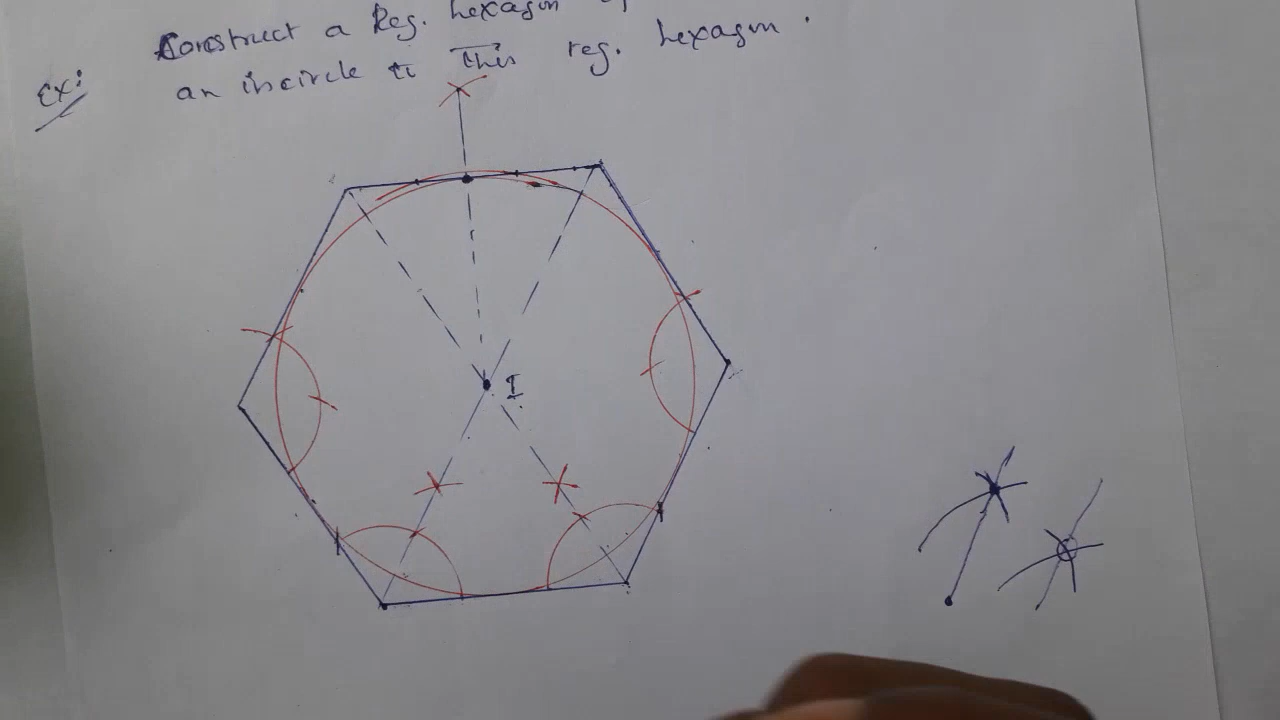 Construct a Reg. hexagon
Ex: an incircle to this reg. hexagon.
I